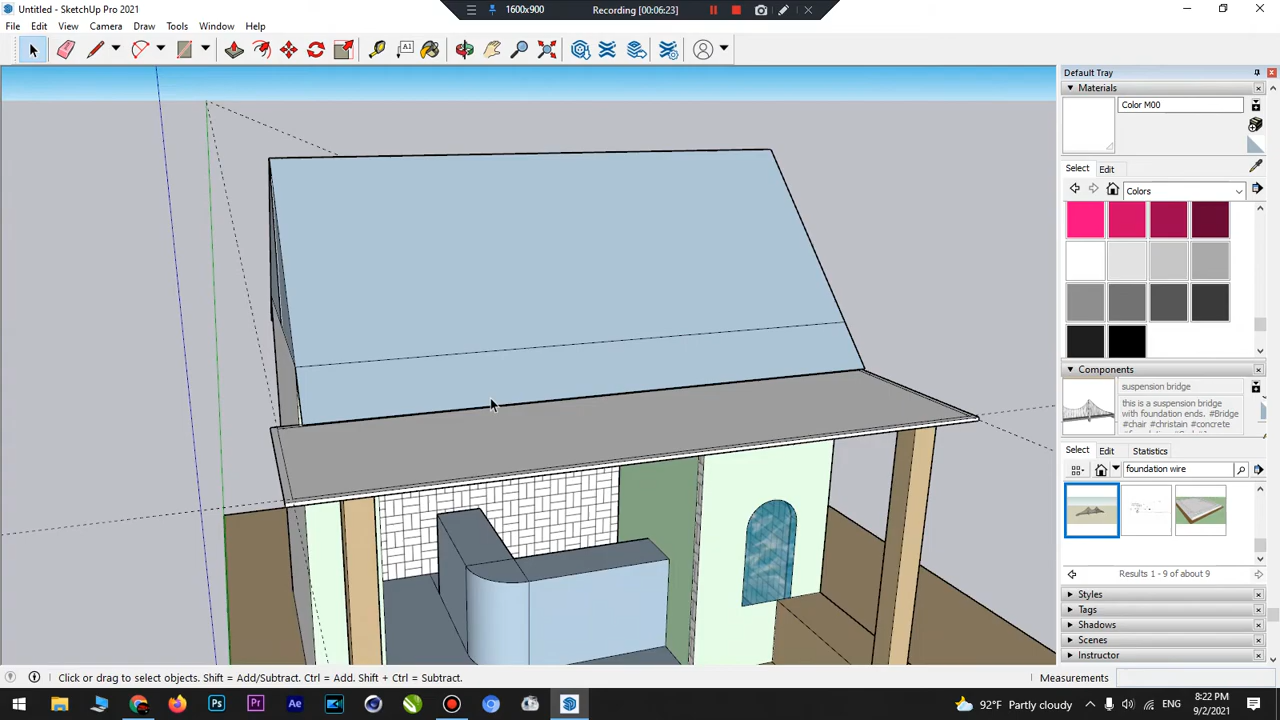 Untitled - SketchUp Pro 2021
1600x900
Recording [00:06:23]
File Edit View Camera Draw Tools Window Help
A1
Default Tray
Materials
Color M00
Select Edit
Colors
Components
suspension bridge
this is a suspension bridge
with foundation ends. #Bridge
#chair #christain #concrete
Select Edit Statistics
foundation wire
Results 1 - 9 of about 9
Styles
Tags
Shadows
Scenes
Instructor
Click or drag to select objects. Shift = Add/Subtract. Ctrl = Add. Shift + Ctrl = Subtract.
Measurements
Ps Pr Ae
92°F Partly cloudy
ENG
8:22 PM
9/2/2021